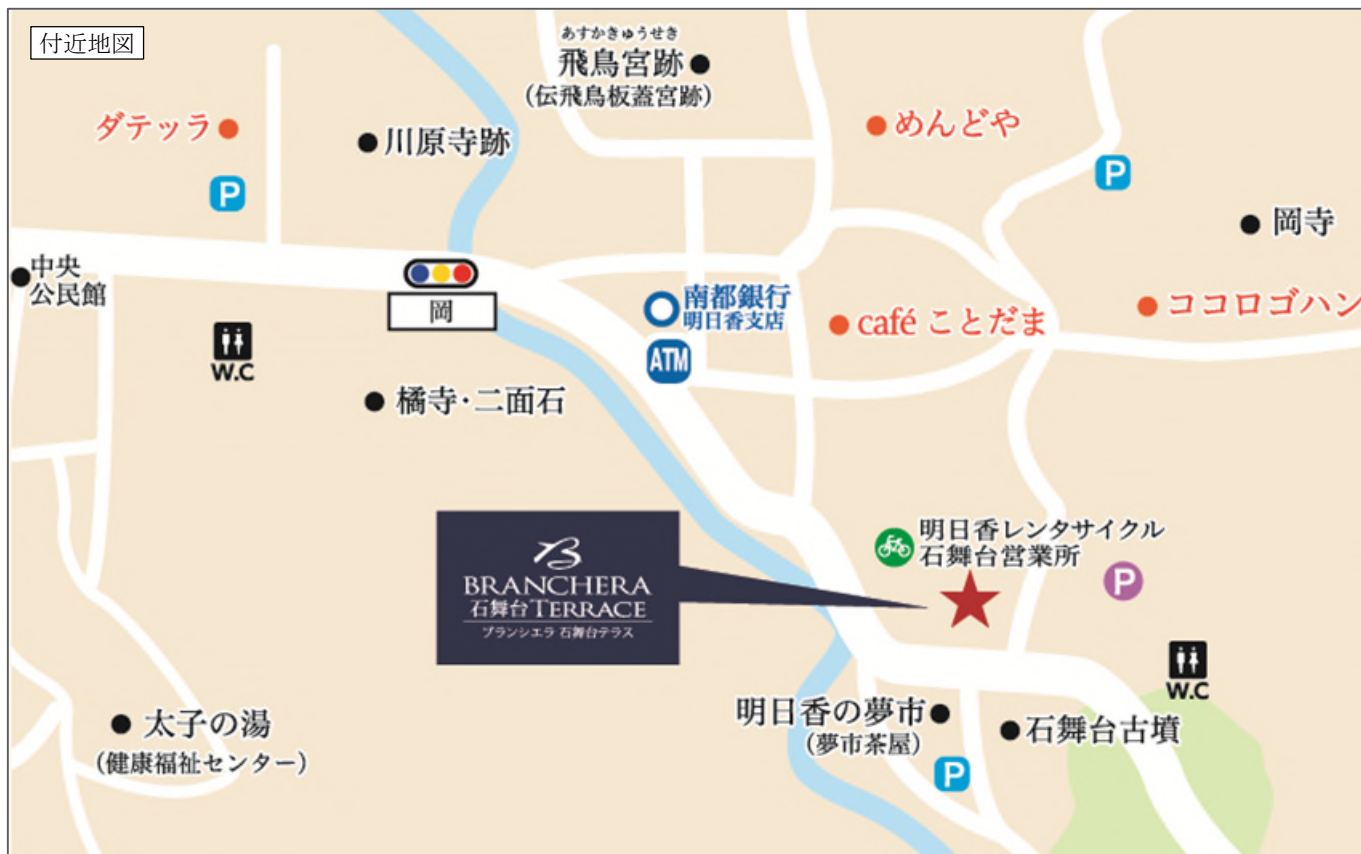 付近地図
あすかきゅうせき
飛鳥宮跡
(伝飛鳥板蓋宮跡)
ダテッラ
川原寺跡
めんどや
P
P
岡寺
中央
公民館
岡
南都銀行
明日香支店
ATM
café ことだま
ココロゴハン
W.C
橘寺・二面石
明日香レンタサイクル
石舞台営業所
P
B
BRANCHERA
石舞台TERRACE
ブランシエラ 石舞台テラス
W.C
明日香の夢市
(夢市茶屋)
石舞台古墳
P
太子の湯
(健康福祉センター)